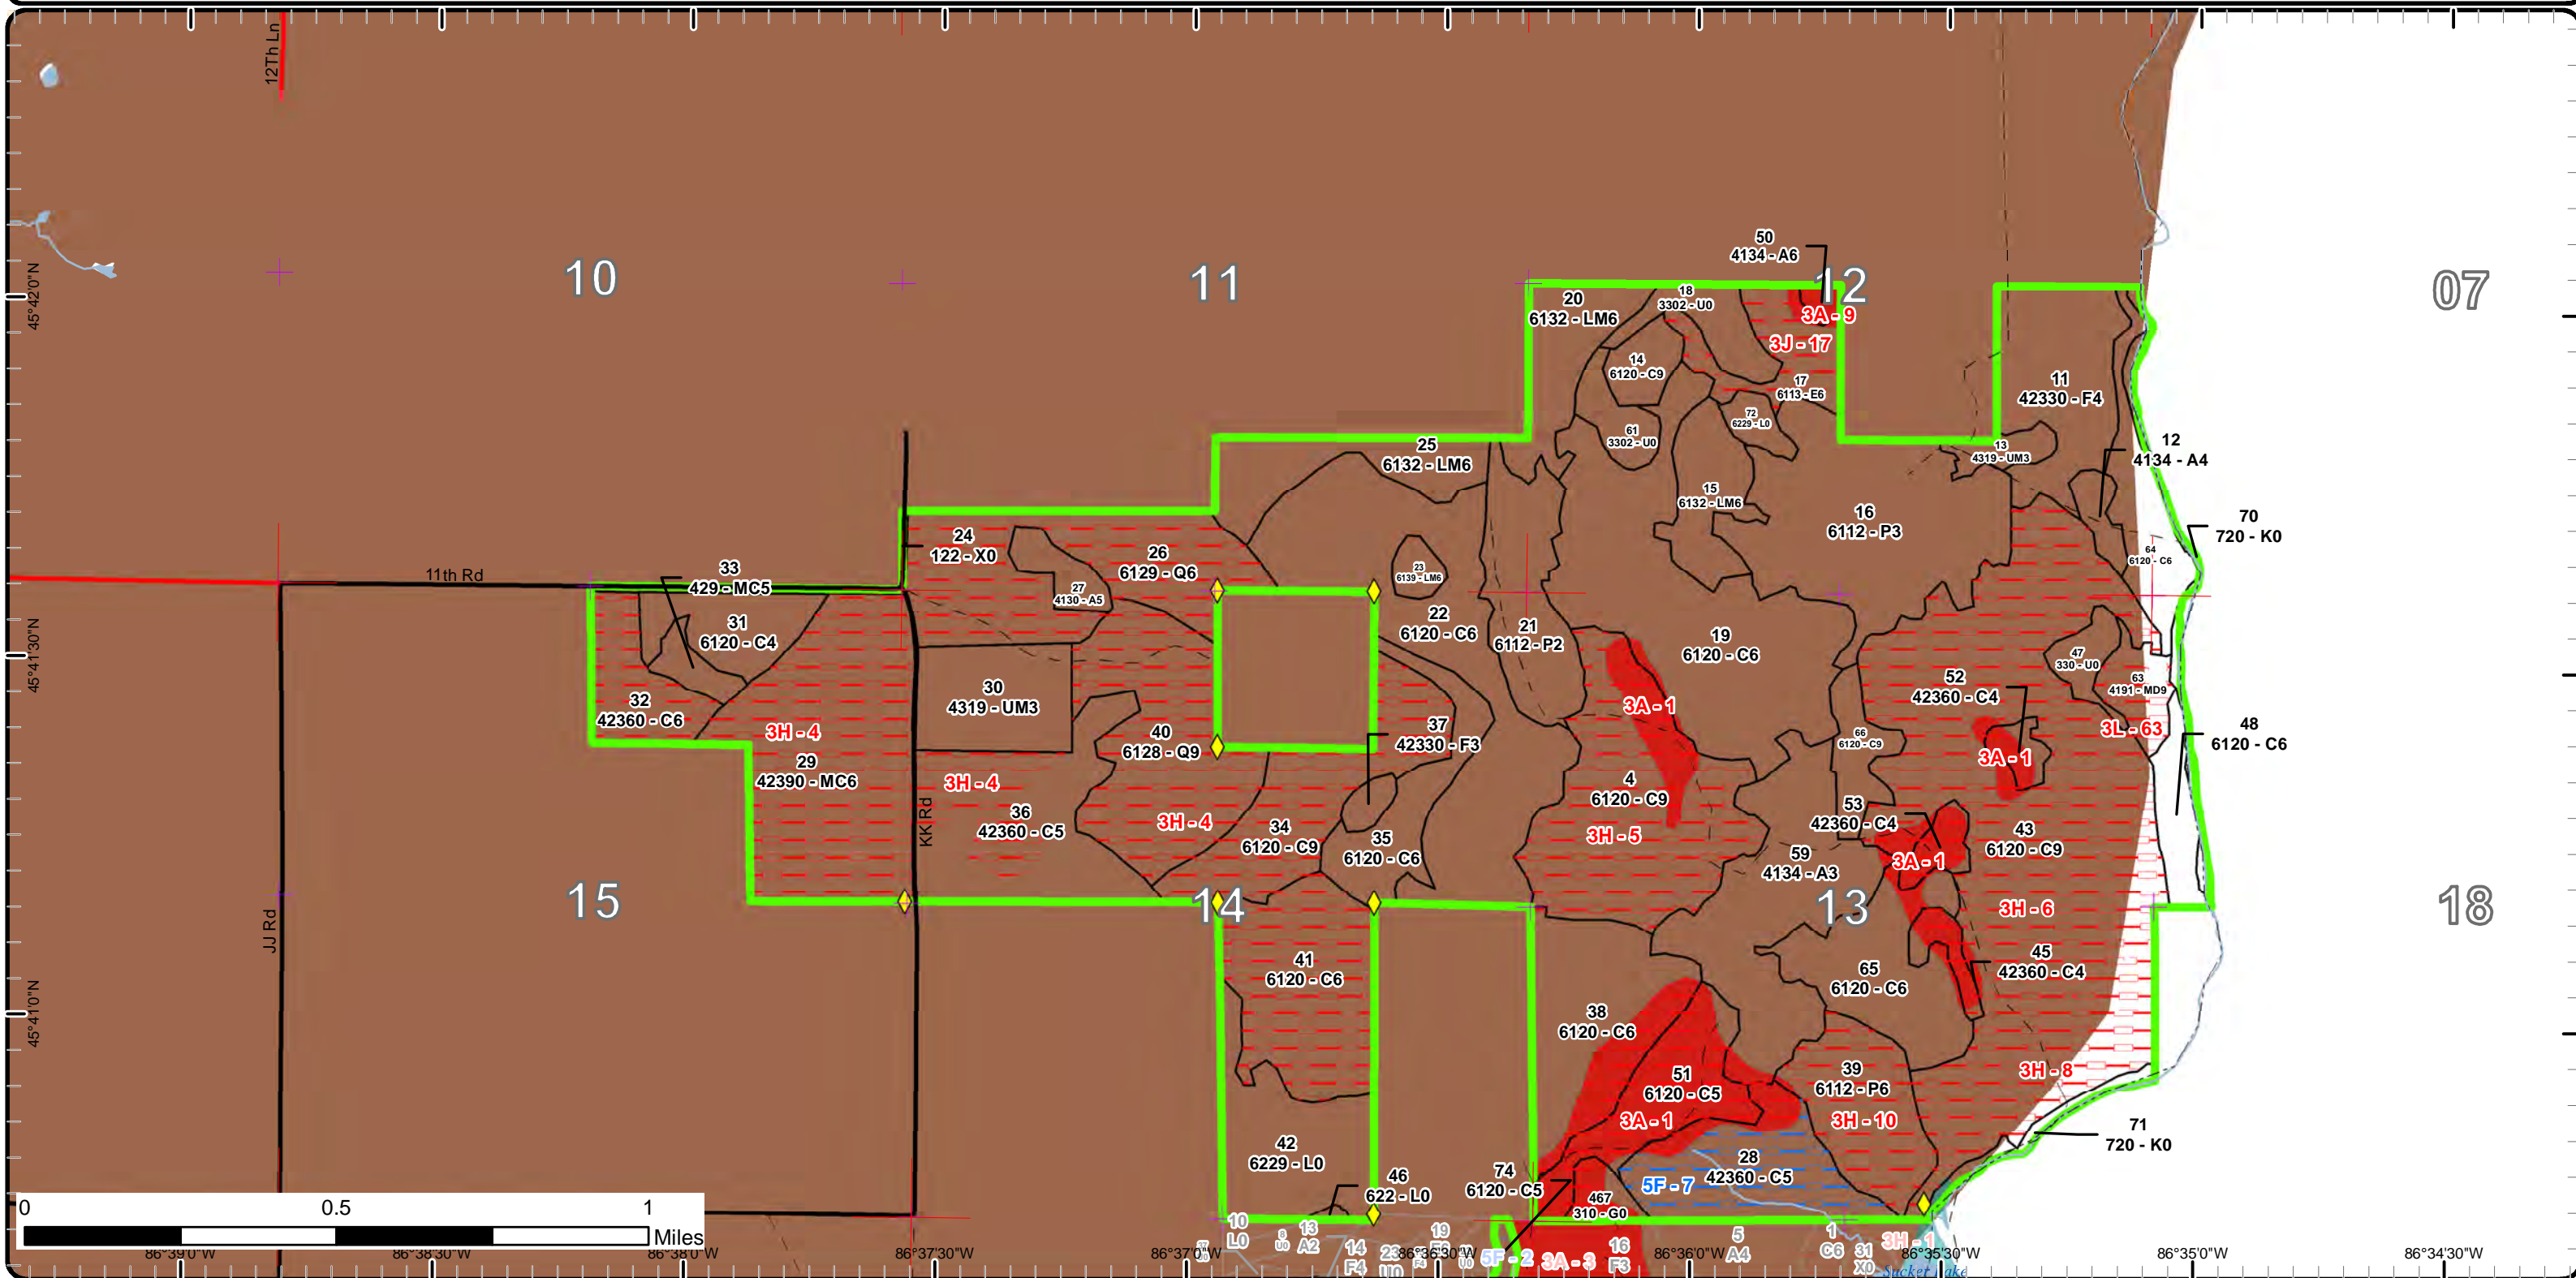 12Th Ln
10
11
12
07
45°42'0"N
50
4134 - A6
20
6132 - LM6
18
3302 - U0
3A - 9
3J - 17
14
6120 - C9
17
6113 - E6
11
42330 - F4
72
6229 - L0
61
3302 - U0
25
6132 - LM6
13
4319 - UM3
12
4134 - A4
15
6132 - LM6
16
6112 - P3
70
720 - K0
24
122 - X0
26
6129 - Q6
64
6120 - C6
11th Rd
33
429 - MC5
27
4130 - A5
23
6139 - LM6
45°41'30"N
31
6120 - C4
22
6120 - C6
21
6112 - P2
19
6120 - C6
47
330 - U0
30
4319 - UM3
52
42360 - C4
63
4191 - MD9
32
42360 - C6
3A - 1
3H - 4
40
6128 - Q9
37
42330 - F3
66
6120 - C9
3L - 63
48
6120 - C6
29
42390 - MC6
3H - 4
4
6120 - C9
3A - 1
KK Rd
36
42360 - C5
3H - 4
34
6120 - C9
35
6120 - C6
3H - 5
53
42360 - C4
43
6120 - C9
59
4134 - A3
3A - 1
JJ Rd
15
14
13
18
3H - 6
41
6120 - C6
45
42360 - C4
65
6120 - C6
45°41'0"N
38
6120 - C6
3H - 8
51
6120 - C5
39
6112 - P6
3A - 1
3H - 10
71
720 - K0
42
6229 - L0
28
42360 - C5
46
622 - L0
74
6120 - C5
5F - 7
467
310 - G0
0
0.5
1
Miles
10
L0
8
U0
13
A2
14
F4
23
U0
19
5F - 2
3A - 3
16
F3
5
A4
1
C6
31
X0
3H - 1
Sucket Lake
86°39'0"W
86°38'30"W
86°38'0"W
86°37'30"W
86°37'0"W
86°36'30"W
86°36'0"W
86°35'30"W
86°35'0"W
86°34'30"W